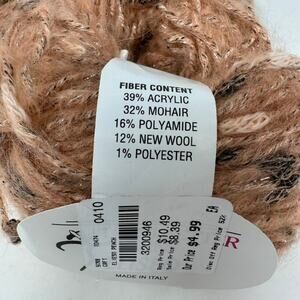 FIBER CONTENT
39% ACRYLIC
32% MOHAIR
16% POLYAMIDE
12% NEW WOOL
1% POLYESTER
0410
3200946
Reg Price $10.49
$8.39
Our Price $4.99
EA
R
MADE IN ITALY